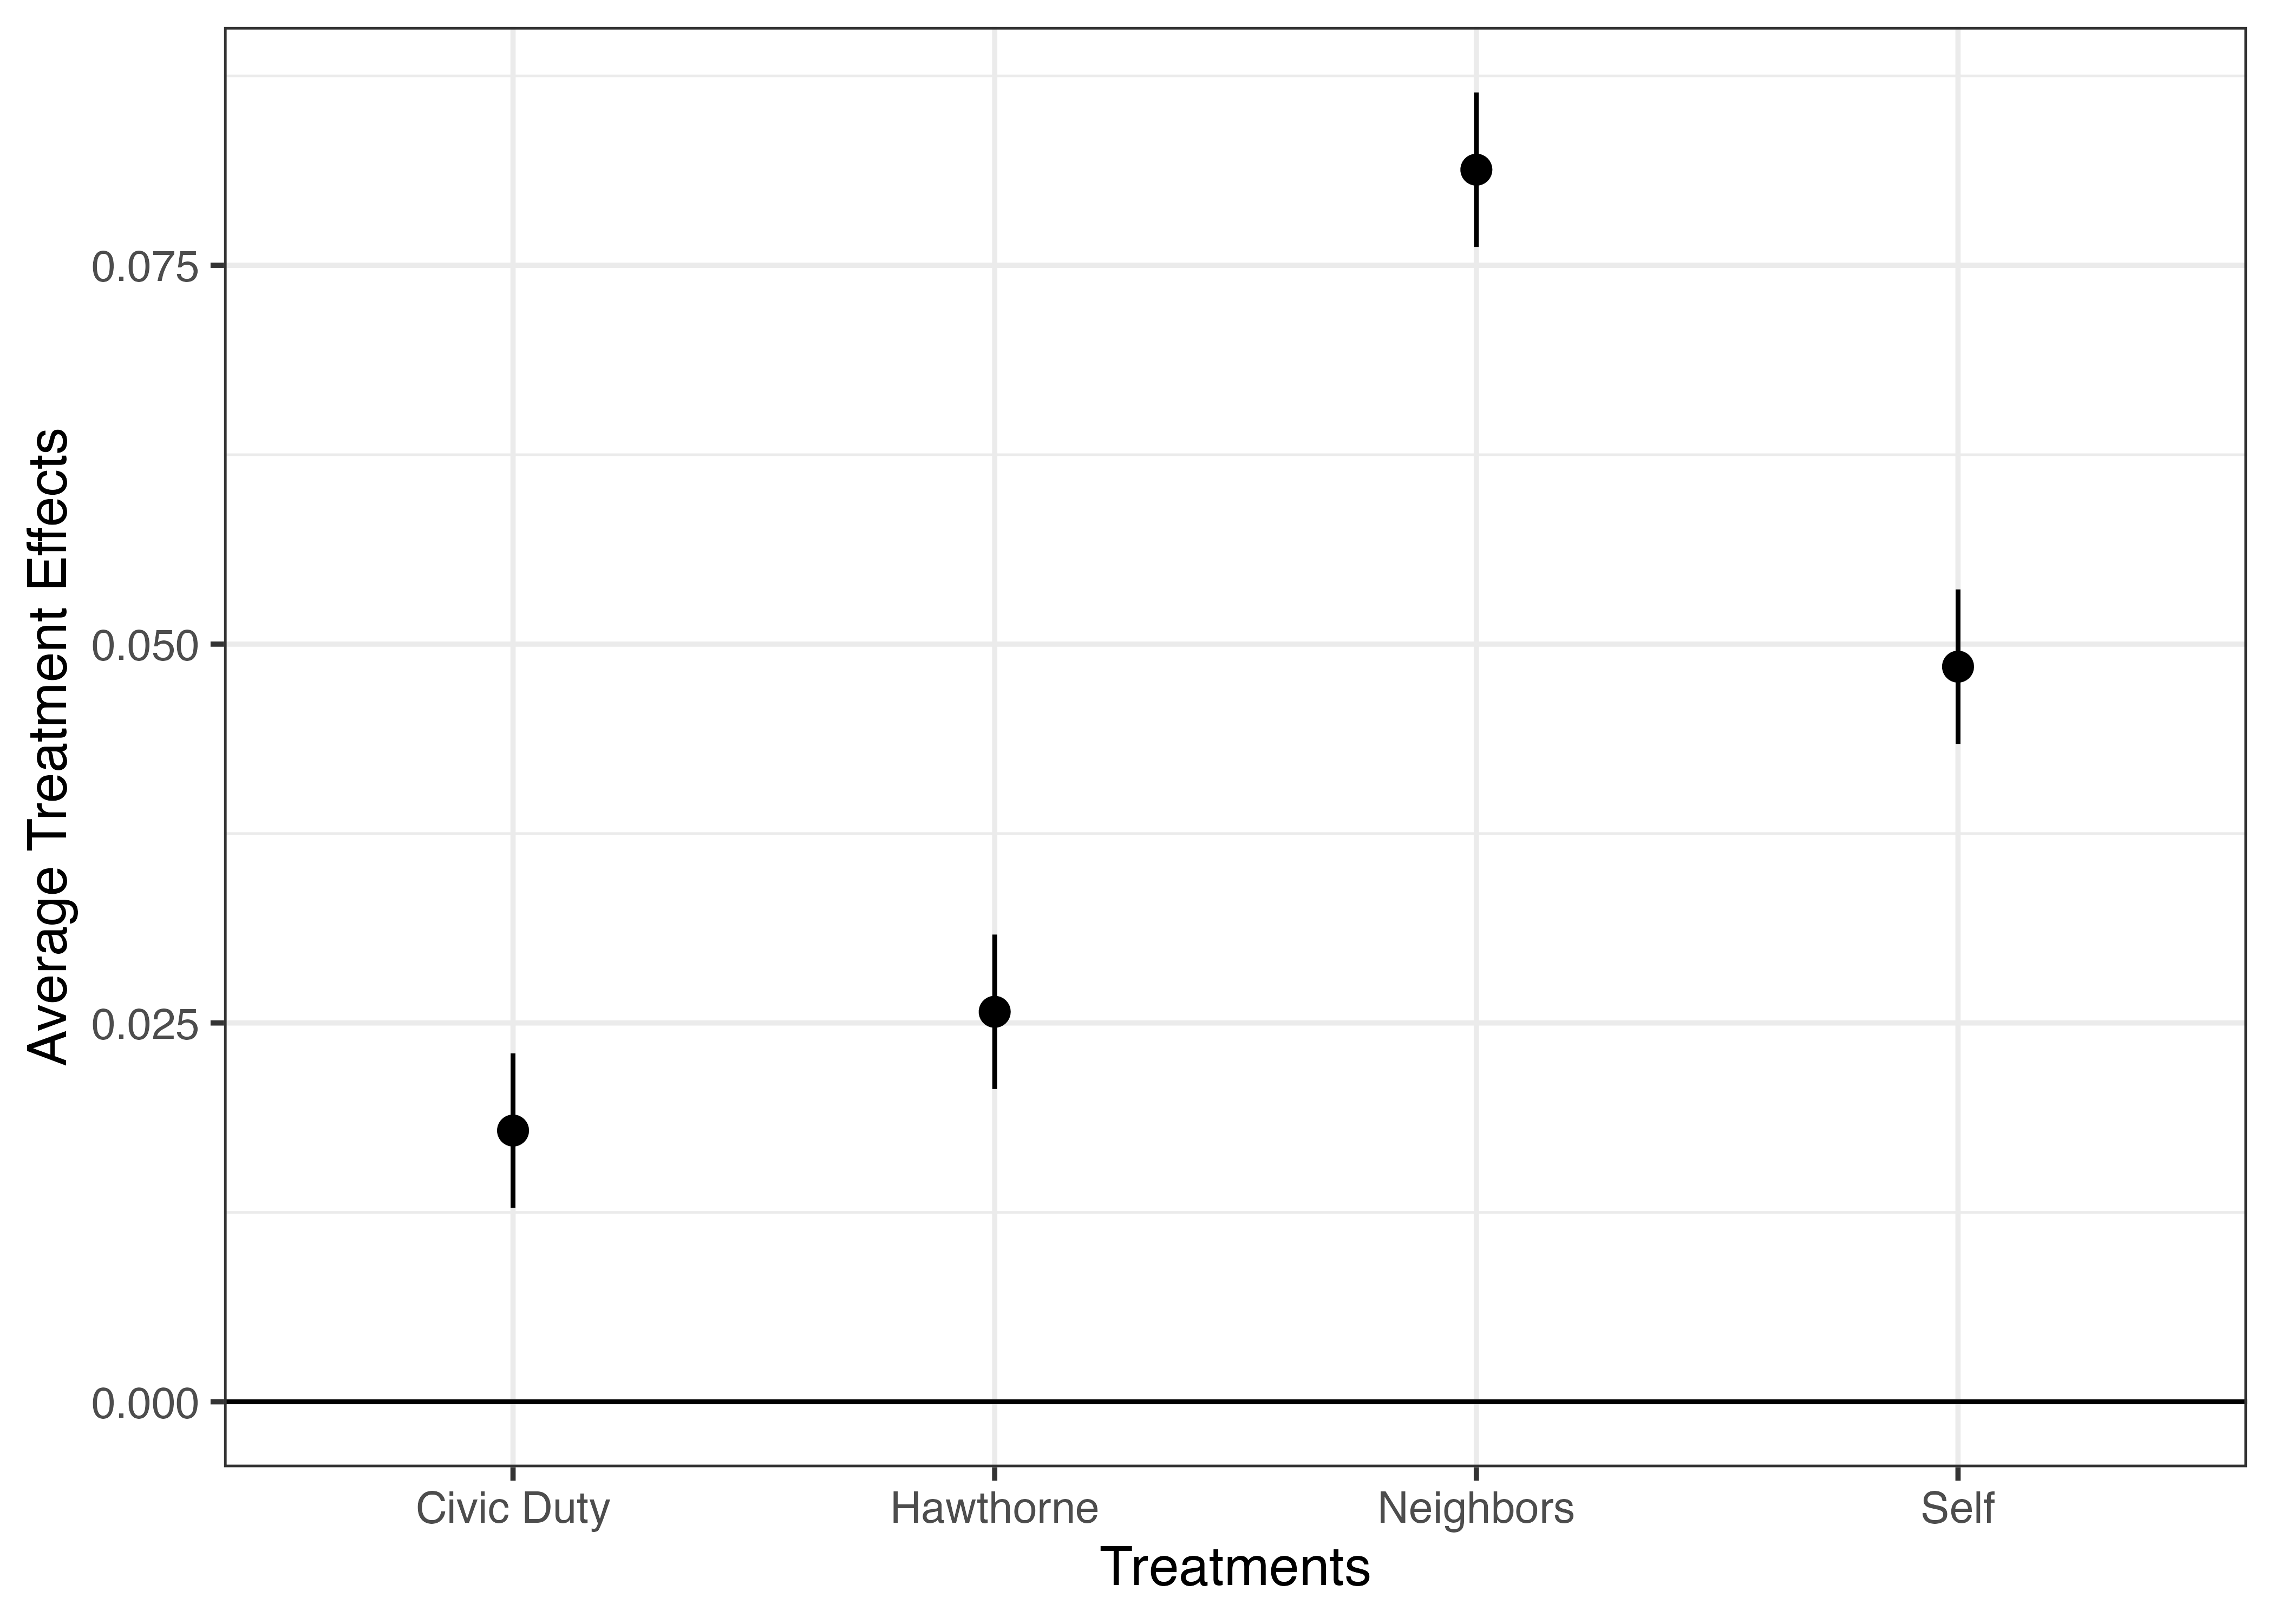 Average Treatment Effects
0.075
0.050
0.025
0.000
Civic Duty Hawthorne Neighbors Self
Treatments